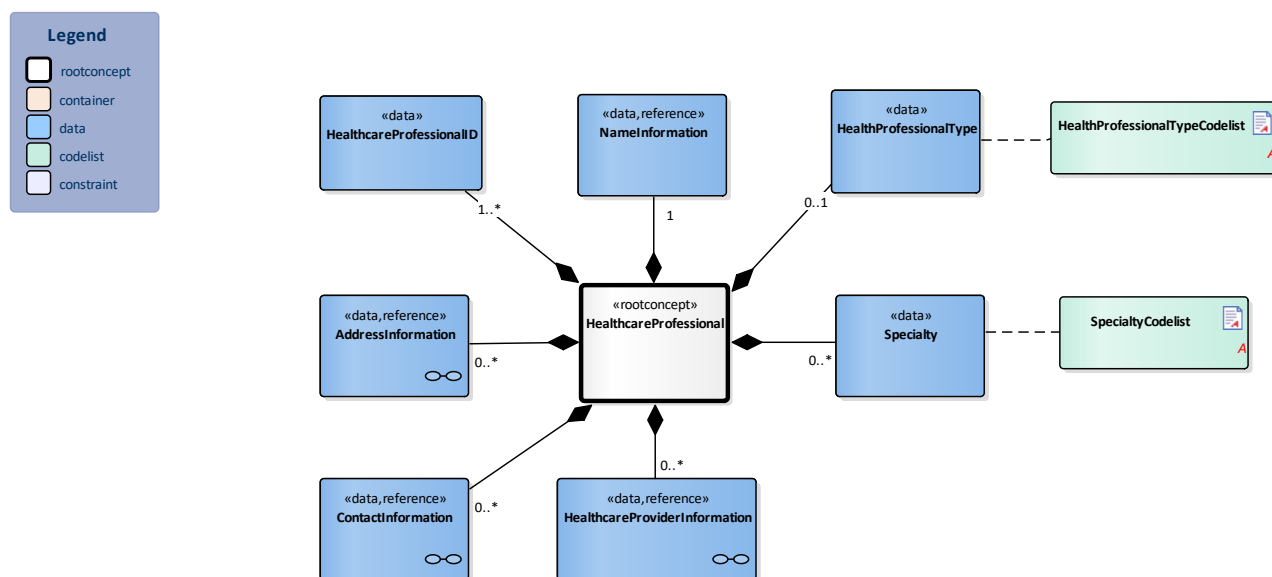 Legend
rootconcept
container
data
codelist
constraint
«data»
HealthcareProfessionalID
1..*
«data,reference»
NameInformation
1
«data»
HealthProfessionalType
0..1
HealthProfessionalTypeCodelist
A
«rootconcept»
HealthcareProfessional
«data,reference»
AddressInformation
0..*
«data»
Specialty
0..*
SpecialtyCodelist
A
«data,reference»
ContactInformation
0..*
«data,reference»
HealthcareProviderInformation
0..*